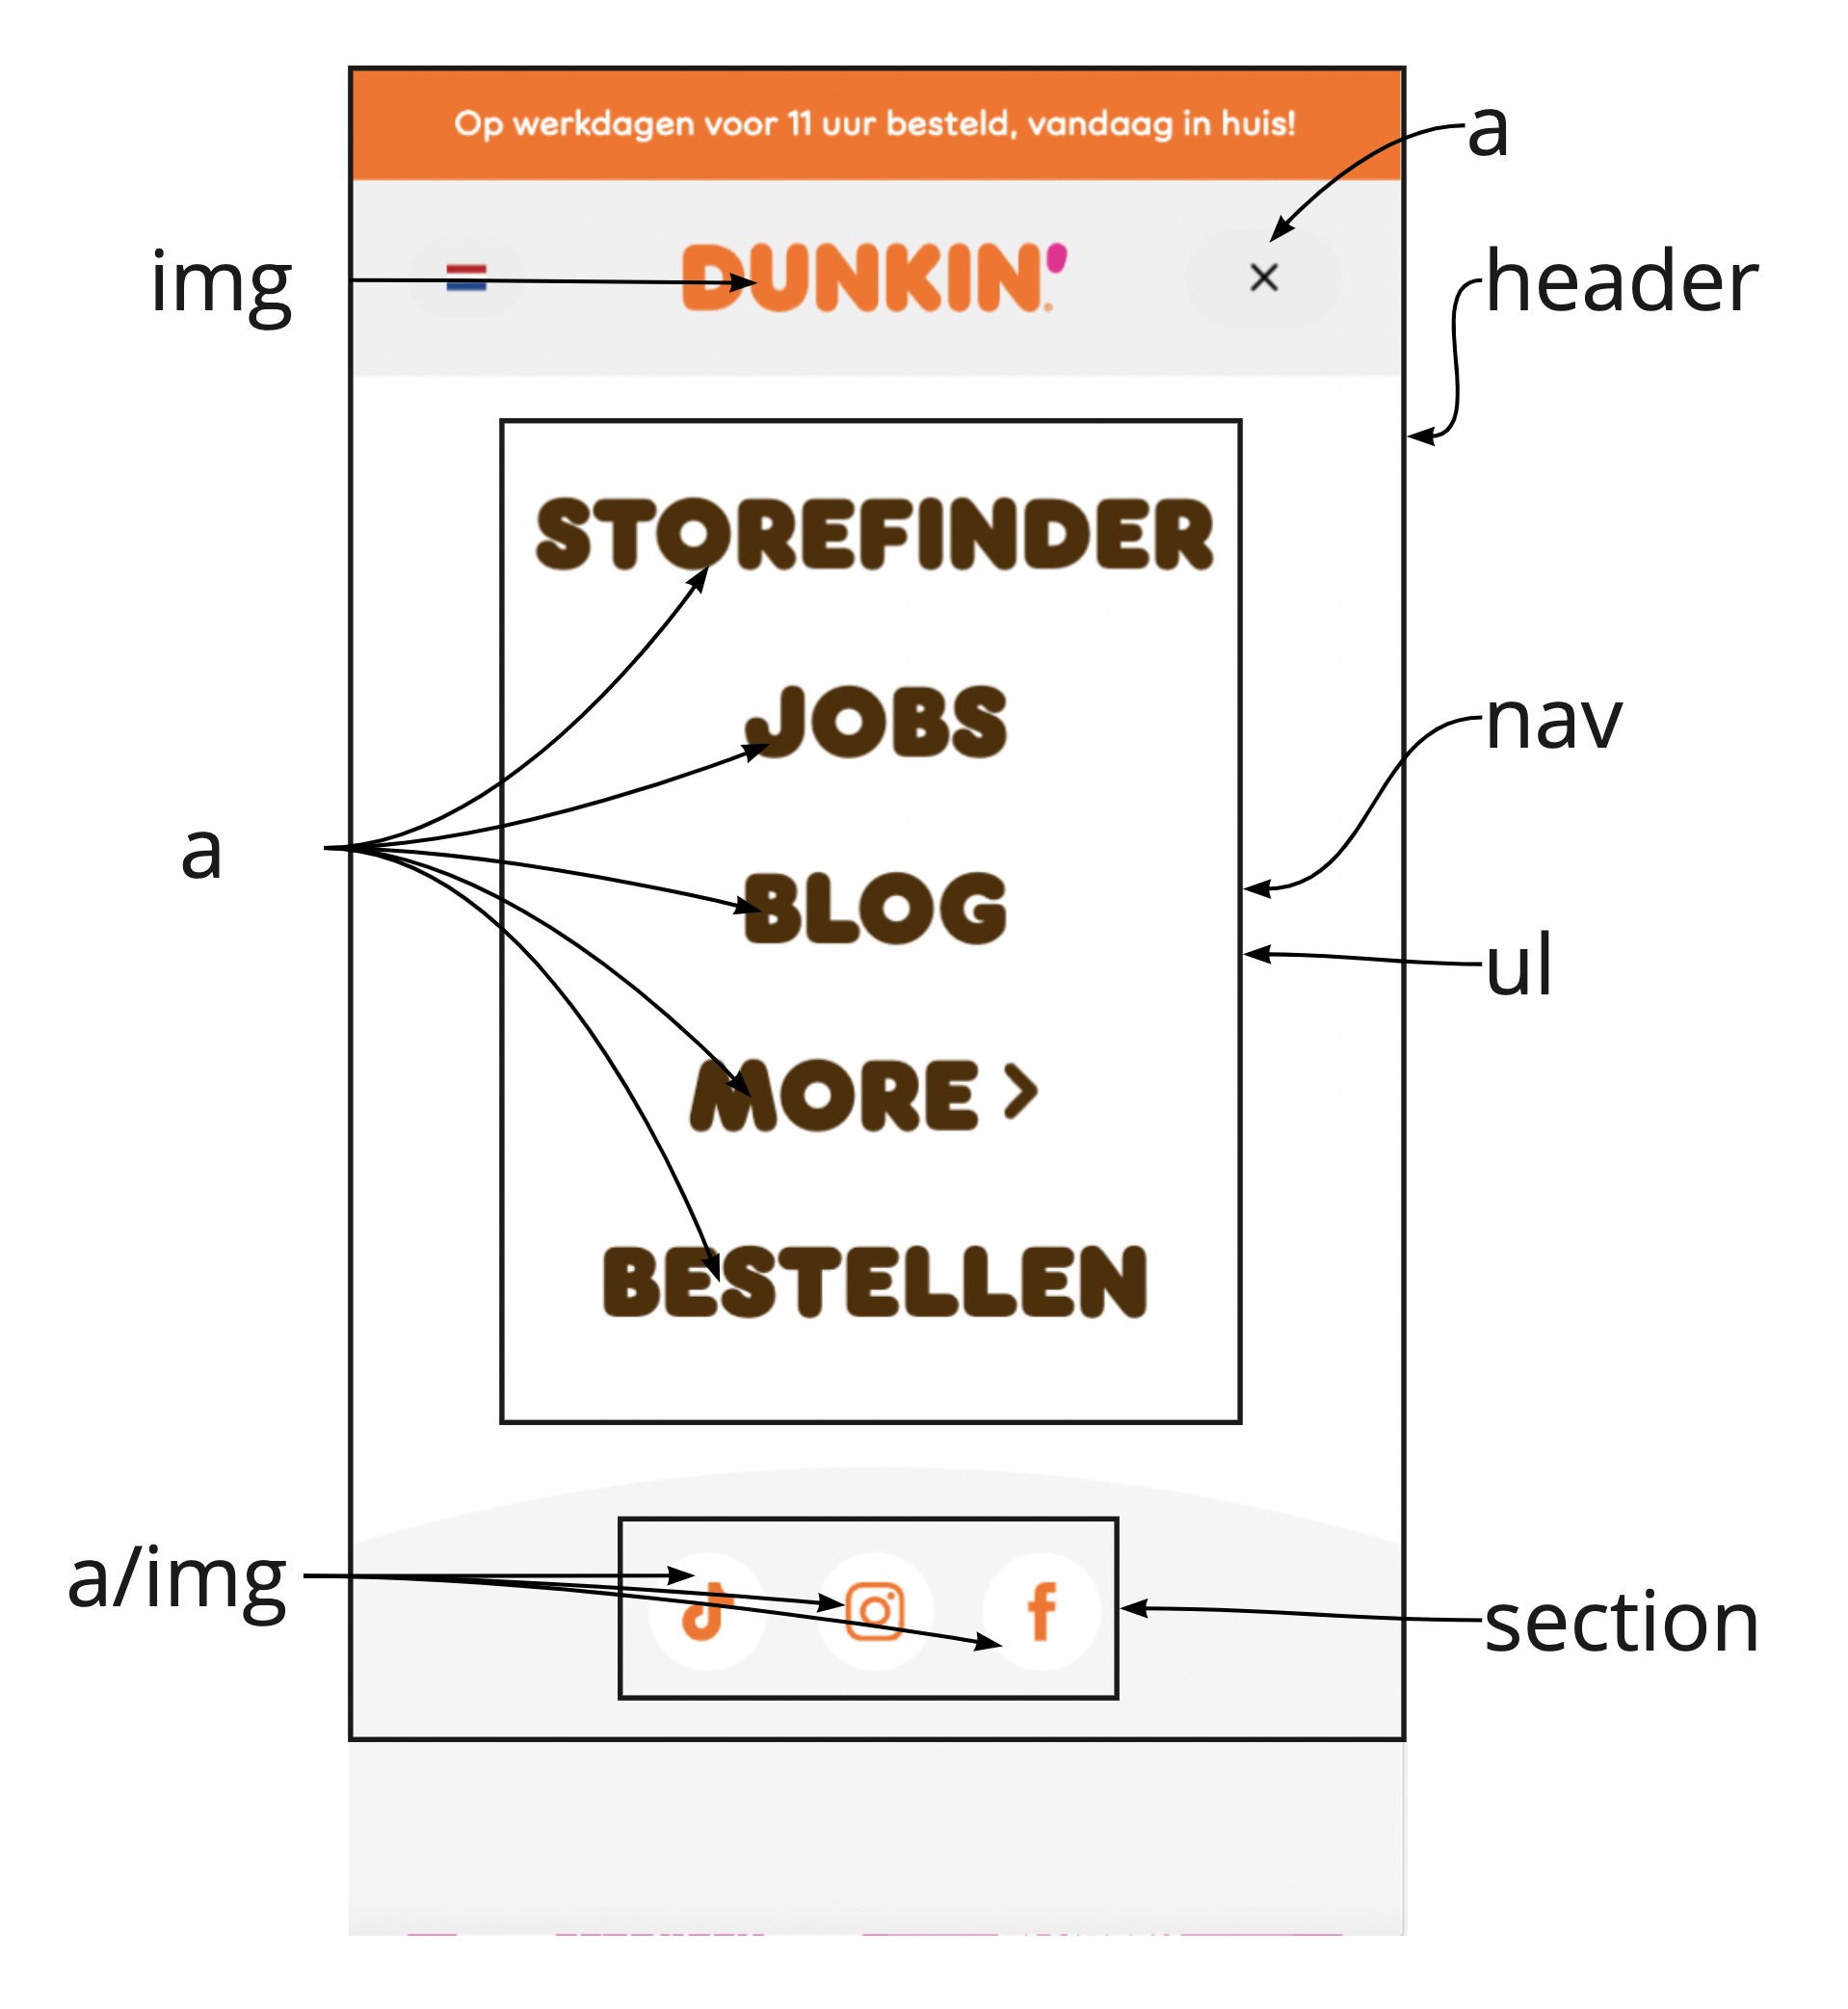 Op werkdagen voor 11 uur besteld, vandaag in huis!
a
img
DUNKIN'
×
header
STOREFINDER
nav
JOBS
a
BLOG
ul
MORE >
BESTELLEN
a/img
section